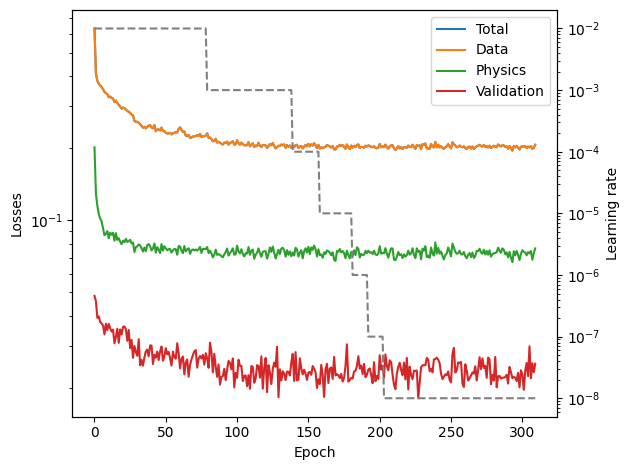 Total
Data
Physics
Validation
Losses
10^{-1}
10^{-2}
10^{-3}
10^{-4}
10^{-5}
10^{-6}
10^{-7}
10^{-8}
Learning rate
0 50 100 150 200 250 300
Epoch